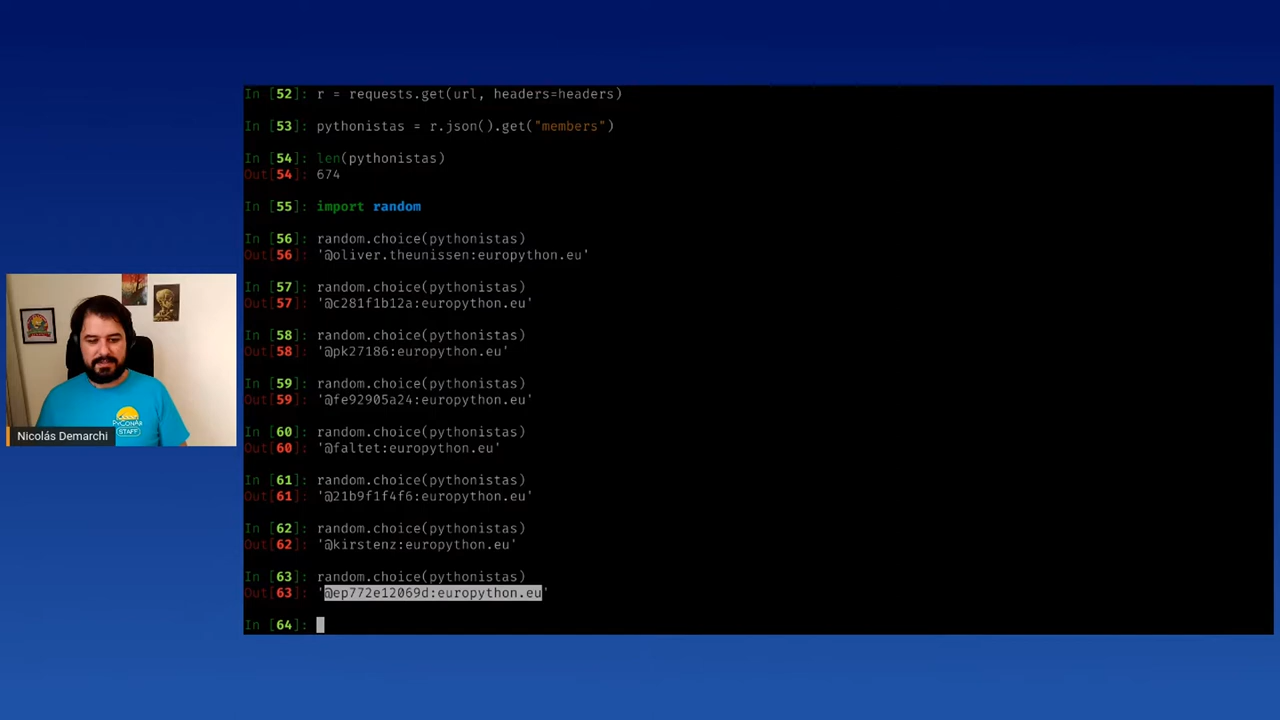 In [52]: r = requests.get(url, headers=headers)
In [53]: pythonistas = r.json().get("members")
In [54]: len(pythonistas)
Out[54]: 674
In [55]: import random
In [56]: random.choice(pythonistas)
Out[56]: '@oliver.theunissen:europython.eu'
In [57]: random.choice(pythonistas)
Out[57]: '@c281f1b12a:europython.eu'
In [58]: random.choice(pythonistas)
Out[58]: '@pk27186:europython.eu'
In [59]: random.choice(pythonistas)
Out[59]: '@fe92905a24:europython.eu'
In [60]: random.choice(pythonistas)
Out[60]: '@faltet:europython.eu'
In [61]: random.choice(pythonistas)
Out[61]: '@21b9f1f4f6:europython.eu'
In [62]: random.choice(pythonistas)
Out[62]: '@kirstenz:europython.eu'
In [63]: random.choice(pythonistas)
Out[63]: '@ep772e12069d:europython.eu'
In [64]:
PyConAr
STAFF
Nicolás Demarchi